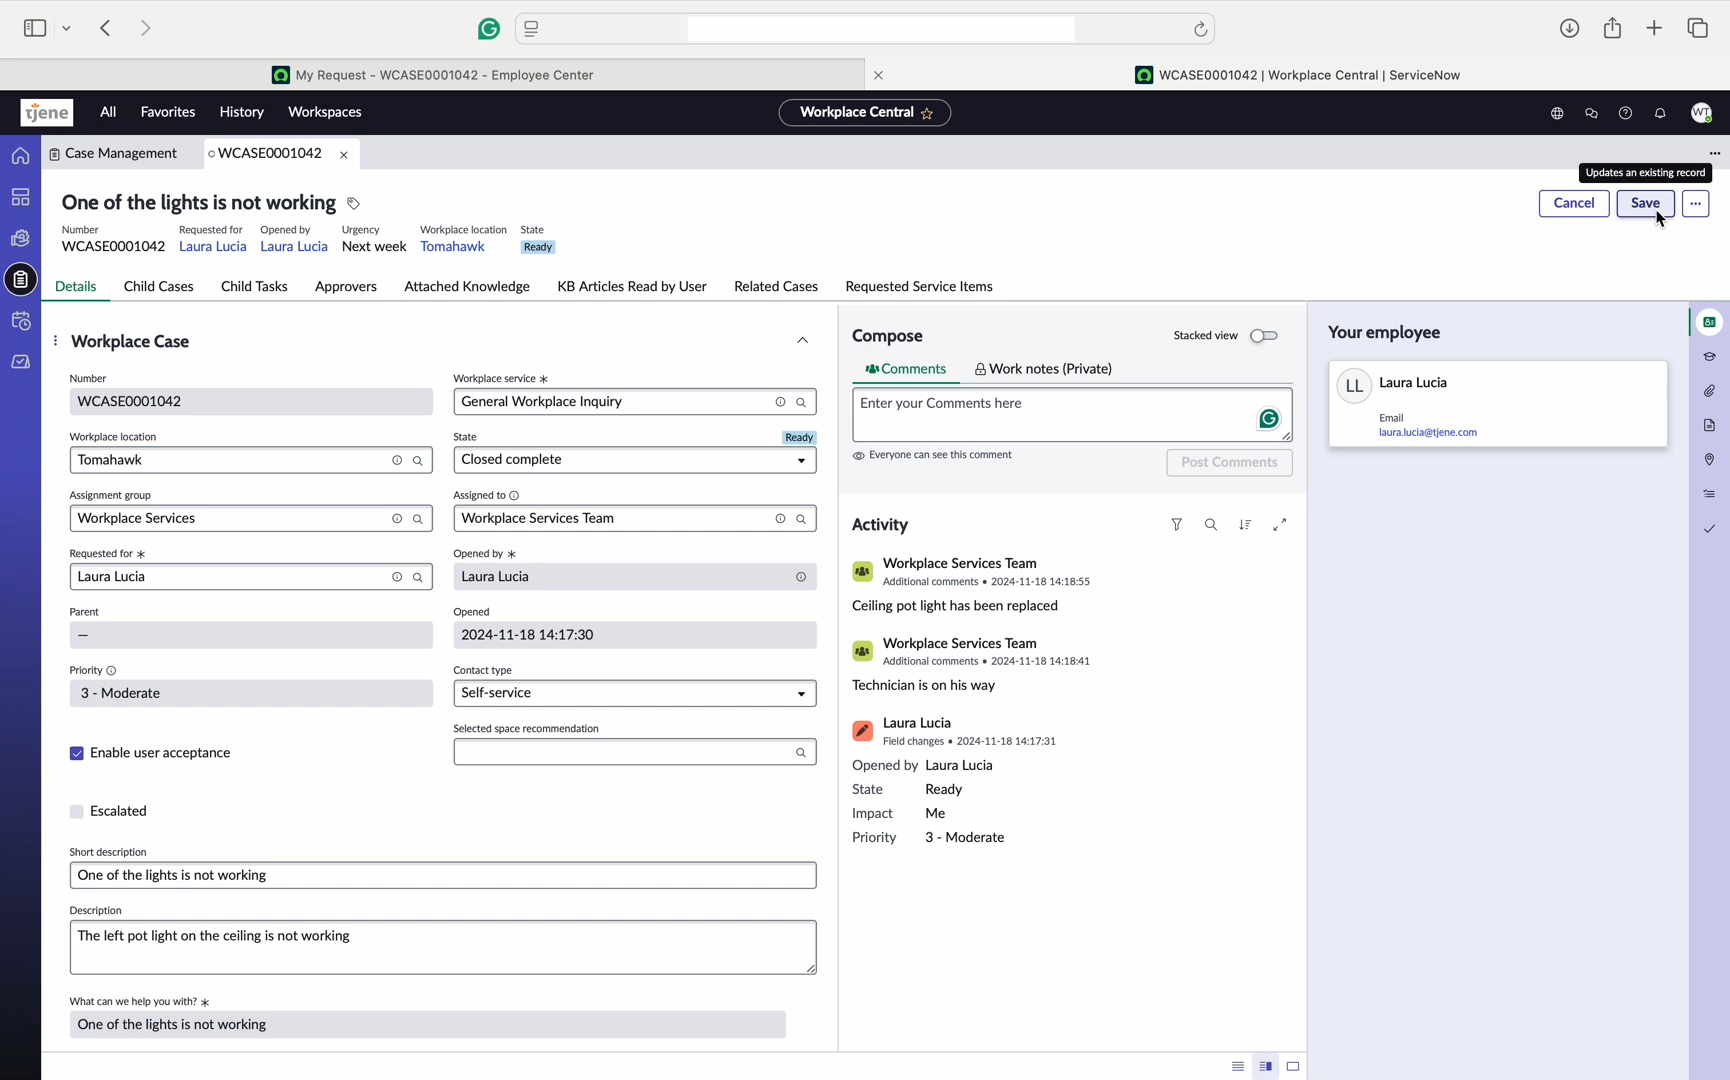 My Request - WCASE0001042 - Employee Center
WCASE0001042 | Workplace Central | ServiceNow
tjene
All
Favorites
History
Workspaces
Workplace Central
WT
Case Management
WCASE0001042
Updates an existing record
One of the lights is not working
Cancel
Save
Number
Requested for
Opened by
Urgency
Workplace location
State
WCASE0001042
Laura Lucia
Laura Lucia
Next week
Tomahawk
Ready
Details
Child Cases
Child Tasks
Approvers
Attached Knowledge
KB Articles Read by User
Related Cases
Requested Service Items
Workplace Case
Number
WCASE0001042
Workplace service *
General Workplace Inquiry
Workplace location
Tomahawk
State
Ready
Closed complete
Assignment group
Workplace Services
Assigned to
Workplace Services Team
Requested for *
Laura Lucia
Opened by *
Laura Lucia
Parent
—
Opened
2024-11-18 14:17:30
Priority
3 - Moderate
Contact type
Self-service
Selected space recommendation
Enable user acceptance
Escalated
Short description
One of the lights is not working
Description
The left pot light on the ceiling is not working
What can we help you with? *
One of the lights is not working
Compose
Stacked view
Comments
Work notes (Private)
Enter your Comments here
Everyone can see this comment
Post Comments
Activity
Workplace Services Team
Additional comments • 2024-11-18 14:18:55
Ceiling pot light has been replaced
Workplace Services Team
Additional comments • 2024-11-18 14:18:41
Technician is on his way
Laura Lucia
Field changes • 2024-11-18 14:17:31
Opened by Laura Lucia
State Ready
Impact Me
Priority 3 - Moderate
Your employee
LL
Laura Lucia
Email
laura.lucia@tjene.com